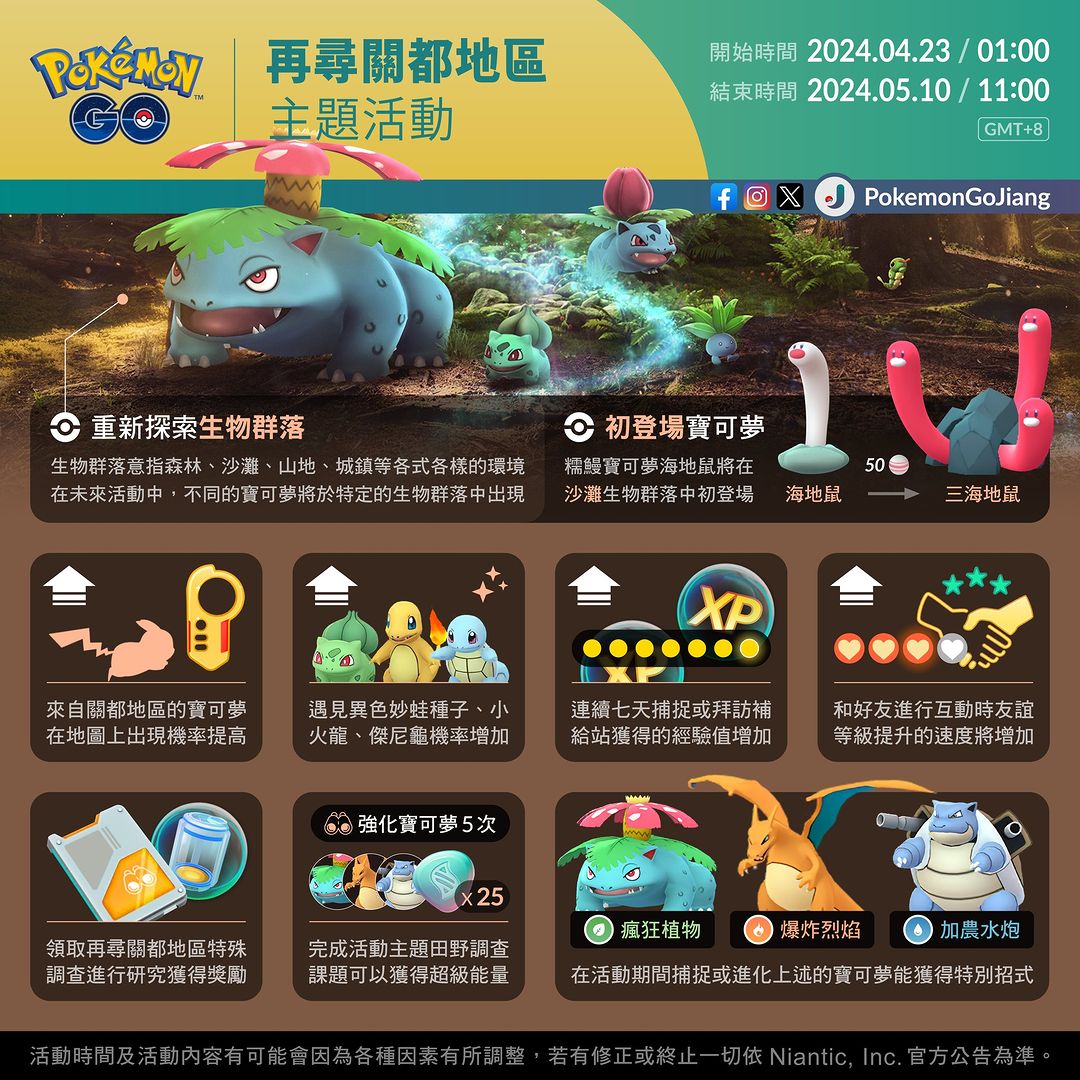 POKÉMON GO TM
再尋關都地區
主題活動
開始時間 2024.04.23 / 01:00
結束時間 2024.05.10 / 11:00
GMT+8
PokemonGoJiang
重新探索生物群落
生物群落意指森林、沙灘、山地、城鎮等各式各樣的環境
在未來活動中，不同的寶可夢將於特定的生物群落中出現
初登場寶可夢
糯鰻寶可夢海地鼠將在
沙灘生物群落中初登場
50
海地鼠
三海地鼠
來自關都地區的寶可夢
在地圖上出現機率提高
遇見異色妙蛙種子、小
火龍、傑尼龜機率增加
XP
XP
連續七天捕捉或拜訪補
給站獲得的經驗值增加
和好友進行互動時友誼
等級提升的速度將增加
領取再尋關都地區特殊
調查進行研究獲得獎勵
強化寶可夢5次
x 25
完成活動主題田野調查
課題可以獲得超級能量
瘋狂植物
爆炸烈焰
加農水炮
在活動期間捕捉或進化上述的寶可夢能獲得特別招式
活動時間及活動內容有可能會因為各種因素有所調整，若有修正或終止一切依 Niantic, Inc. 官方公告為準。